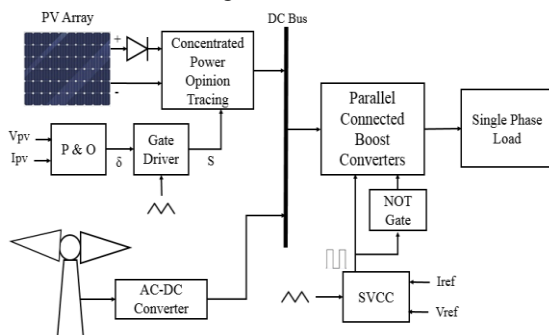 PV Array
DC Bus
+
-
Concentrated
Power
Opinion
Tracing
Parallel
Connected
Boost
Converters
Single Phase
Load
Vpv
Ipv
P & O
δ
Gate
Driver
S
NOT
Gate
AC-DC
Converter
SVCC
Iref
Vref